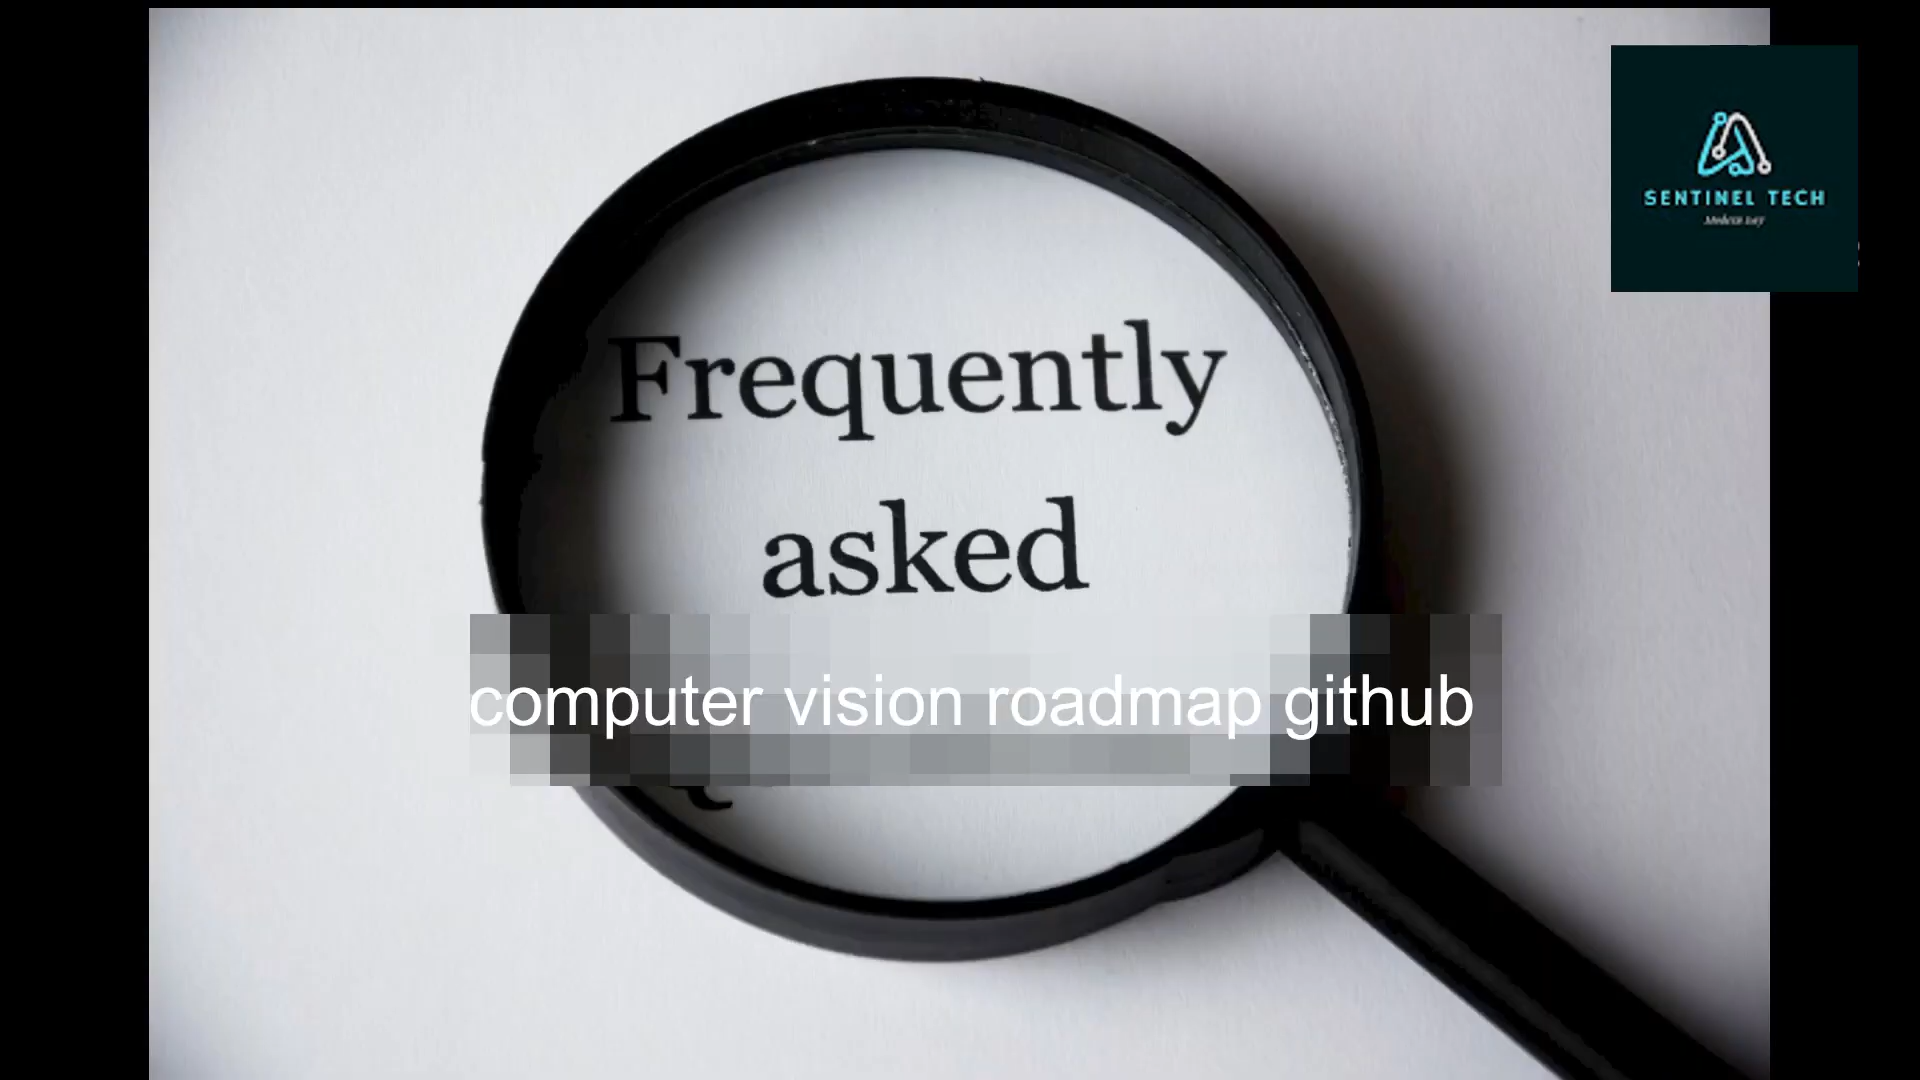 Frequently
asked
computer vision roadmap github
SENTINEL TECH